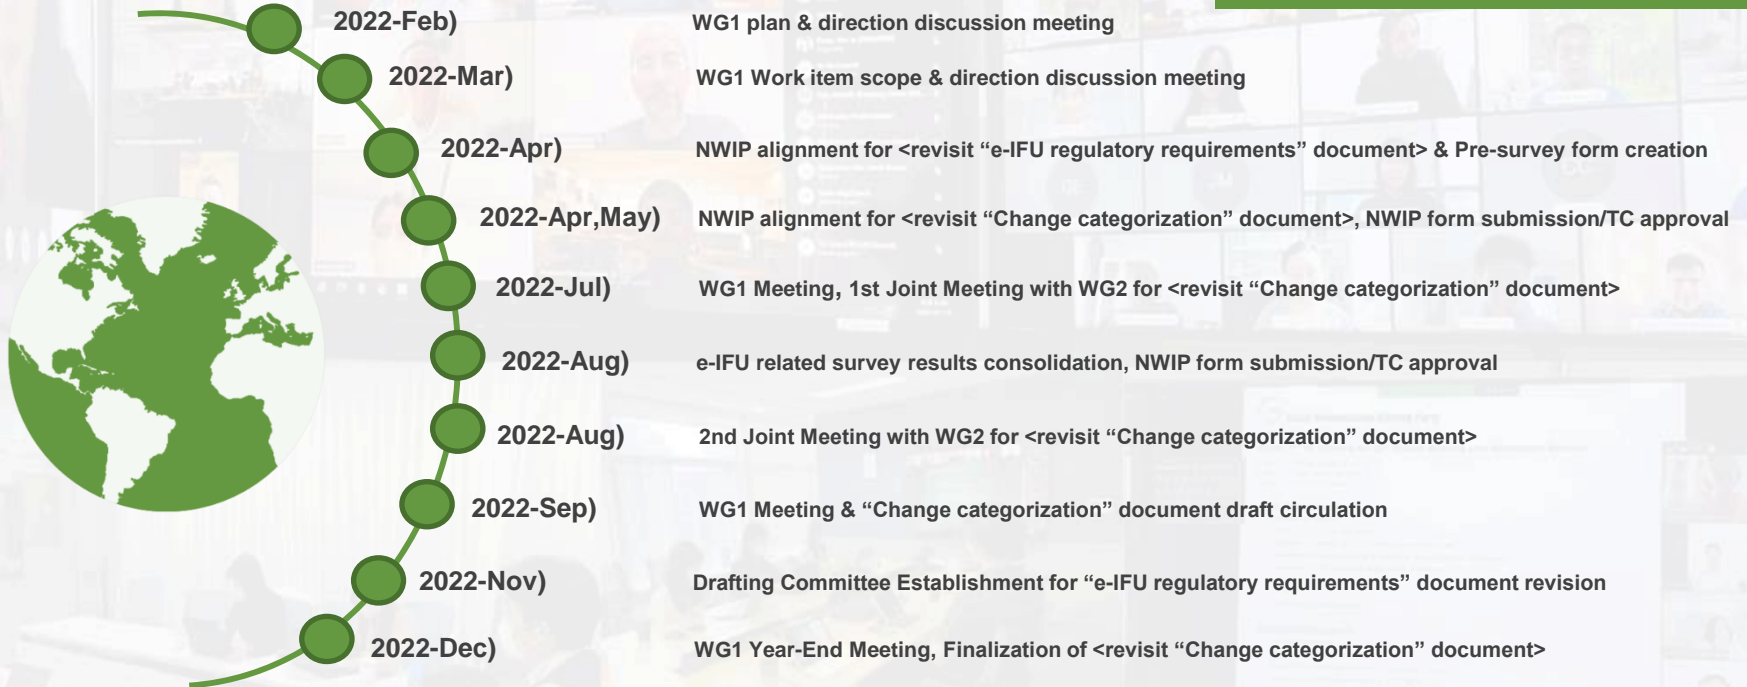 2022-Feb) WG1 plan & direction discussion meeting
2022-Mar) WG1 Work item scope & direction discussion meeting
2022-Apr) NWIP alignment for <revisit “e-IFU regulatory requirements” document> & Pre-survey form creation
2022-Apr,May) NWIP alignment for <revisit “Change categorization” document>, NWIP form submission/TC approval
2022-Jul) WG1 Meeting, 1st Joint Meeting with WG2 for <revisit “Change categorization” document>
2022-Aug) e-IFU related survey results consolidation, NWIP form submission/TC approval
2022-Aug) 2nd Joint Meeting with WG2 for <revisit “Change categorization” document>
2022-Sep) WG1 Meeting & “Change categorization” document draft circulation
2022-Nov) Drafting Committee Establishment for “e-IFU regulatory requirements” document revision
2022-Dec) WG1 Year-End Meeting, Finalization of <revisit “Change categorization” document>